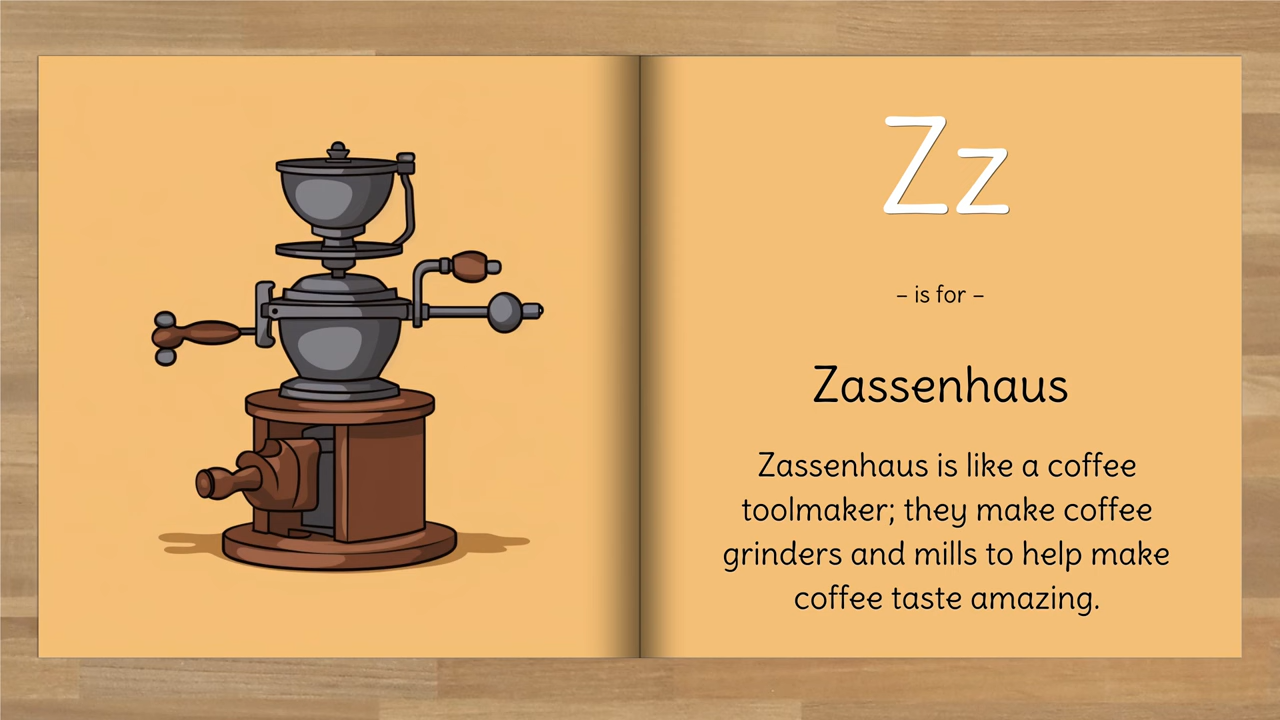 Zz
– is for –
Zassenhaus
Zassenhaus is like a coffee
toolmaker; they make coffee
grinders and mills to help make
coffee taste amazing.